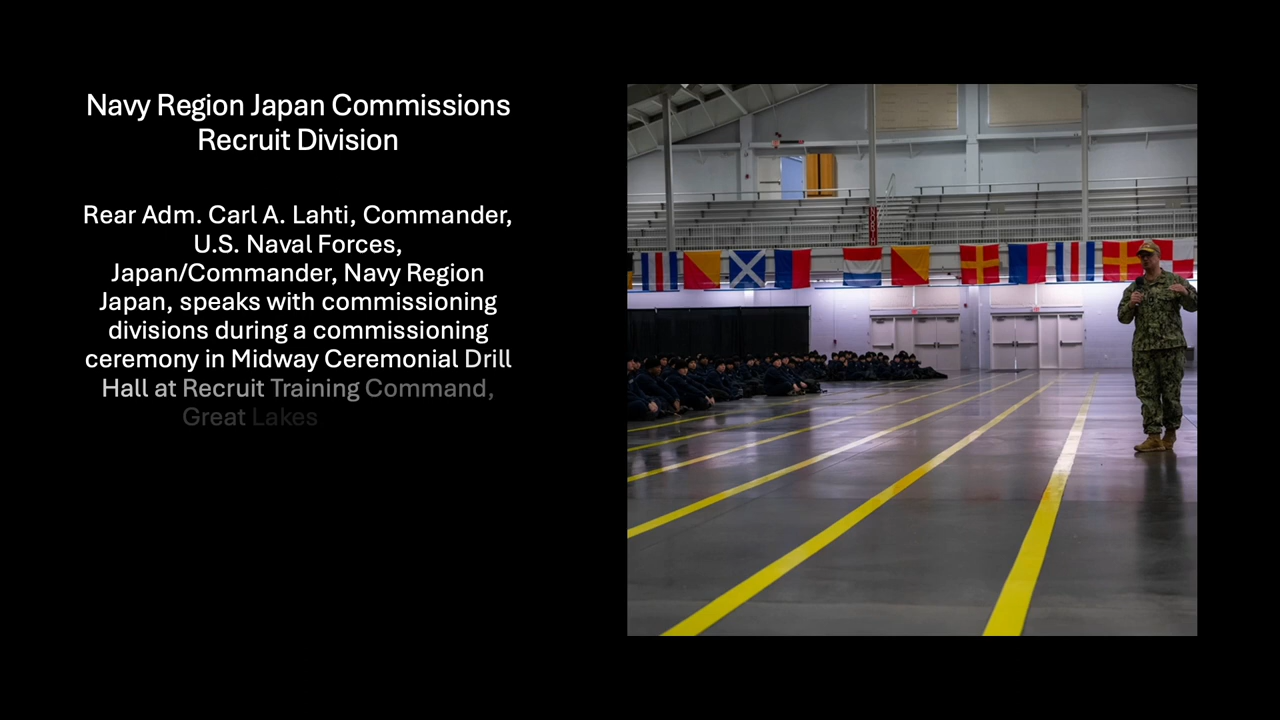 Navy Region Japan Commissions
Recruit Division
Rear Adm. Carl A. Lahti, Commander,
U.S. Naval Forces,
Japan/Commander, Navy Region
Japan, speaks with commissioning
divisions during a commissioning
ceremony in Midway Ceremonial Drill
Hall at Recruit Training Command,
Great Lakes